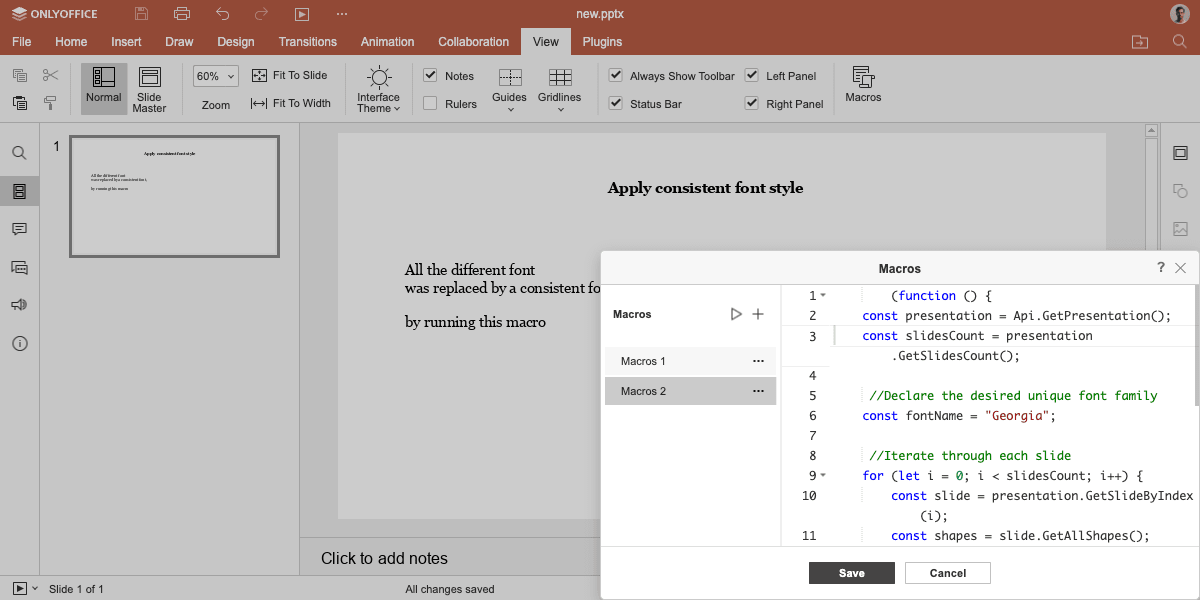 ONLYOFFICE
new.pptx
File Home Insert Draw Design Transitions Animation Collaboration View Plugins
Normal
Slide Master
60%
Zoom
Fit To Slide
Fit To Width
Interface Theme
Notes
Rulers
Guides
Gridlines
Always Show Toolbar
Status Bar
Left Panel
Right Panel
Macros
1
Apply consistent font style
All the different font
was replaced by a consistent font,
by running this macro
Apply consistent font style
All the different font
was replaced by a consistent fo
by running this macro
Click to add notes
Slide 1 of 1
All changes saved
Macros
?
Macros
Macros 1
Macros 2
1 (function () {
2 const presentation = Api.GetPresentation();
3 const slidesCount = presentation
.GetSlidesCount();
4
5 //Declare the desired unique font family
6 const fontName = "Georgia";
7
8 //Iterate through each slide
9 for (let i = 0; i < slidesCount; i++) {
10 const slide = presentation.GetSlideByIndex
(i);
11 const shapes = slide.GetAllShapes();
Save
Cancel